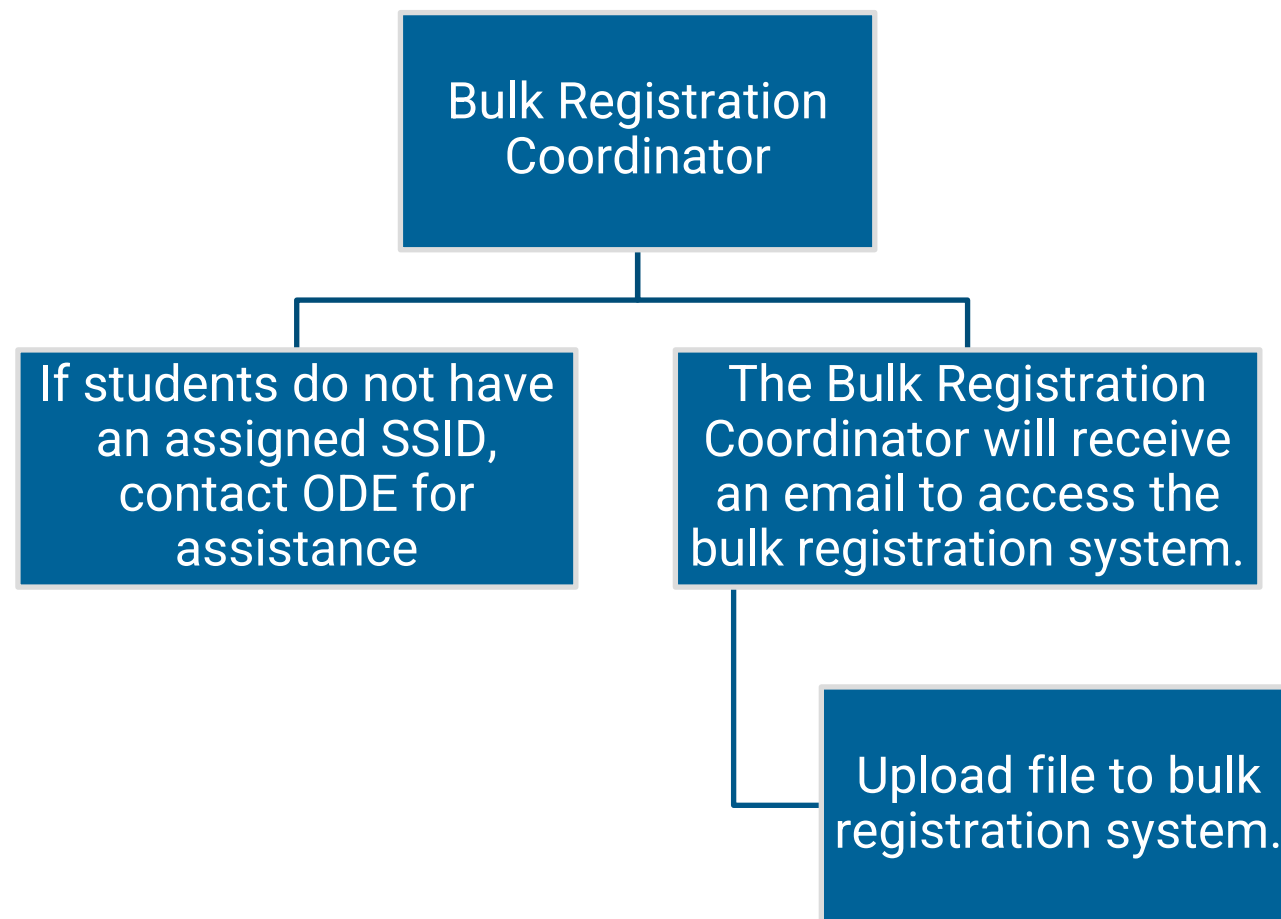 Bulk Registration
Coordinator
If students do not have
an assigned SSID,
contact ODE for
assistance
The Bulk Registration
Coordinator will receive
an email to access the
bulk registration system.
Upload file to bulk
registration system.